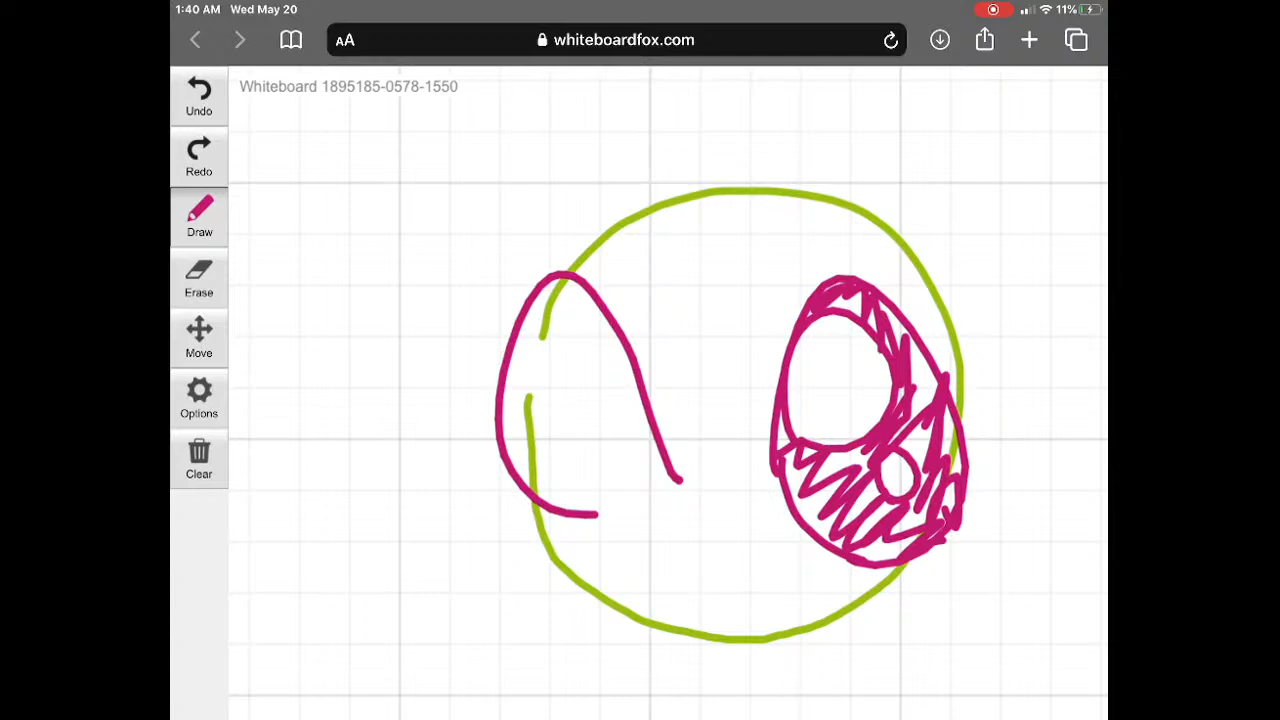 1:40 AM Wed May 20
11%
AA
whiteboardfox.com
Whiteboard 1895185-0578-1550
Undo
Redo
Draw
Erase
Move
Options
Clear